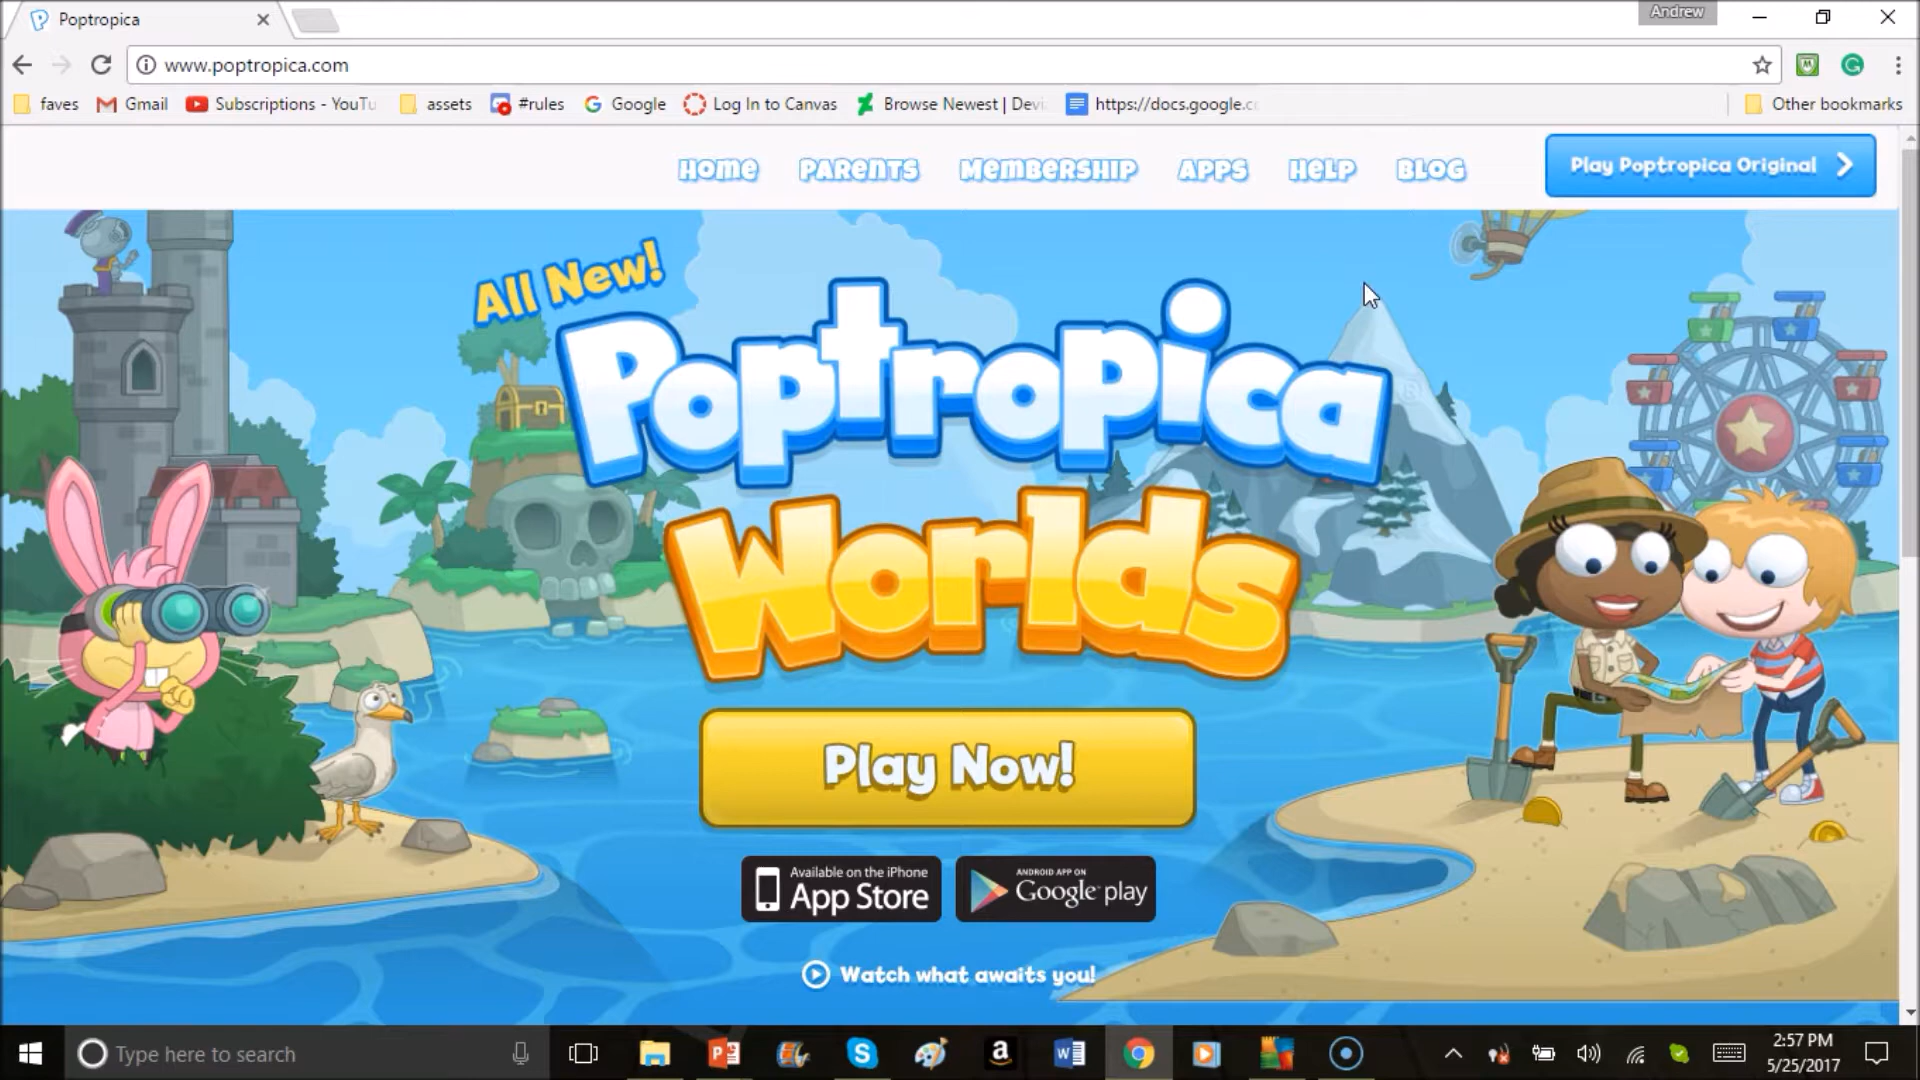 Poptropica
Andrew
www.poptropica.com
faves
Gmail
Subscriptions - YouTu
assets
#rules
Google
Log In to Canvas
Browse Newest | Devi
https://docs.google.c
Other bookmarks
Home
Parents
Membership
Apps
Help
Blog
Play Poptropica Original
All New!
Poptropica
Worlds
Play Now!
Available on the iPhone
App Store
ANDROID APP ON
Google play
Watch what awaits you!
Type here to search
2:57 PM
5/25/2017